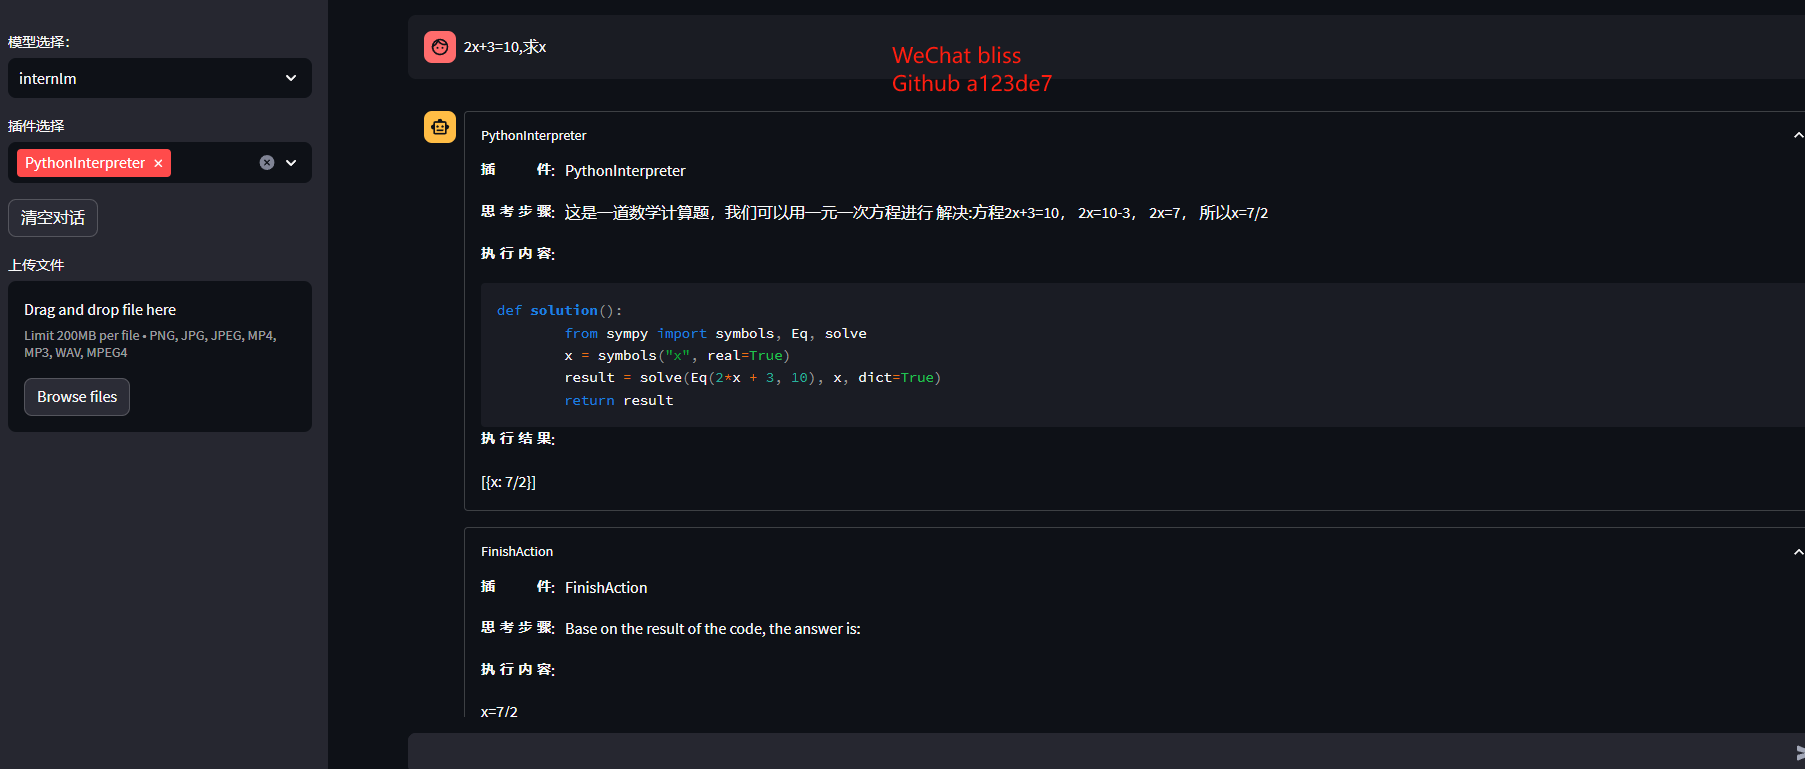 模型选择：
internlm
插件选择
PythonInterpreter ×
清空对话
上传文件
Drag and drop file here
Limit 200MB per file • PNG, JPG, JPEG, MP4,
MP3, WAV, MPEG4
Browse files
2x+3=10,求x
WeChat bliss
Github a123de7
PythonInterpreter
插 件: PythonInterpreter
思 考 步 骤: 这是一道数学计算题，我们可以用一元一次方程进行 解决:方程2x+3=10， 2x=10-3， 2x=7， 所以x=7/2
执 行 内 容:
def solution():
from sympy import symbols, Eq, solve
x = symbols("x", real=True)
result = solve(Eq(2*x + 3, 10), x, dict=True)
return result
执 行 结 果:
[{x: 7/2}]
FinishAction
插 件: FinishAction
思 考 步 骤: Base on the result of the code, the answer is:
执 行 内 容:
x=7/2